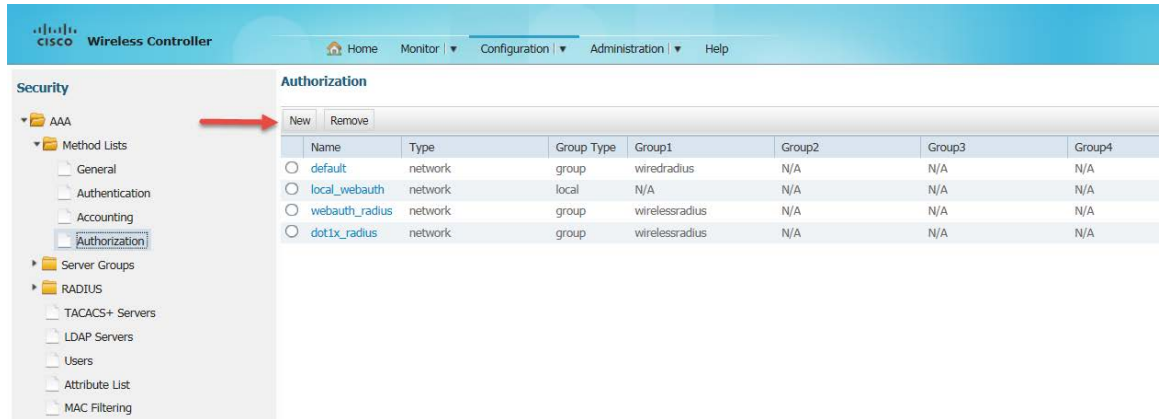 CISCO Wireless Controller
Home Monitor Configuration Administration Help
Security
AAA
Method Lists
General
Authentication
Accounting
Authorization
Server Groups
RADIUS
TACACS+ Servers
LDAP Servers
Users
Attribute List
MAC Filtering
Authorization
New Remove
Name Type Group Type Group1 Group2 Group3 Group4
default network group wiredradius N/A N/A N/A
local_webauth network local N/A N/A N/A N/A
webauth_radius network group wirelessradius N/A N/A N/A
dot1x_radius network group wirelessradius N/A N/A N/A